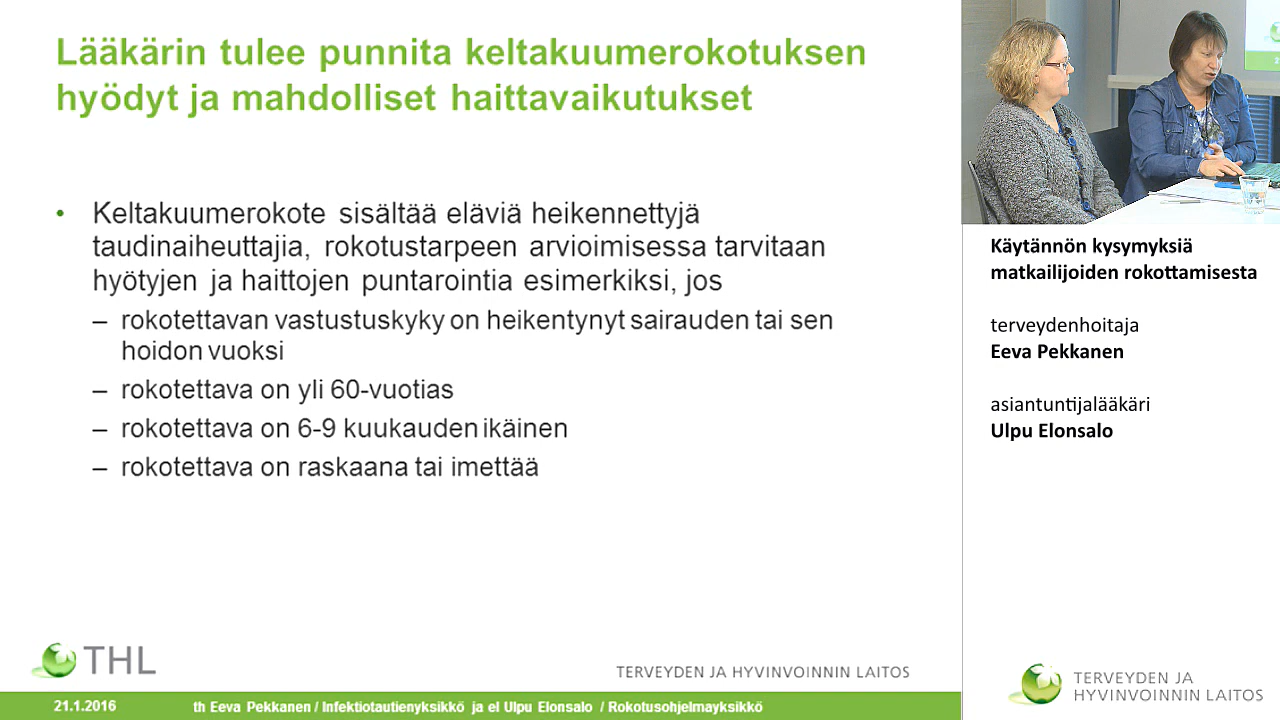 Lääkärin tulee punnita keltakuumerokotuksen
hyödyt ja mahdolliset haittavaikutukset
• Keltakuumerokote sisältää eläviä heikennettyjä
taudinaiheuttajia, rokotustarpeen arvioimisessa tarvitaan
hyötyjen ja haittojen puntarointia esimerkiksi, jos
– rokotettavan vastustuskyky on heikentynyt sairauden tai sen
hoidon vuoksi
– rokotettava on yli 60-vuotias
– rokotettava on 6-9 kuukauden ikäinen
– rokotettava on raskaana tai imettää
THL
TERVEYDEN JA HYVINVOINNIN LAITOS
21.1.2016
th Eeva Pekkanen / Infektiotautienyksikkö ja el Ulpu Elonsalo / Rokotusohjelmayksikkö
Käytännön kysymyksiä
matkailijoiden rokottamisesta
terveydenhoitaja
Eeva Pekkanen
asiantuntijalääkäri
Ulpu Elonsalo
TERVEYDEN JA
HYVINVOINNIN LAITOS